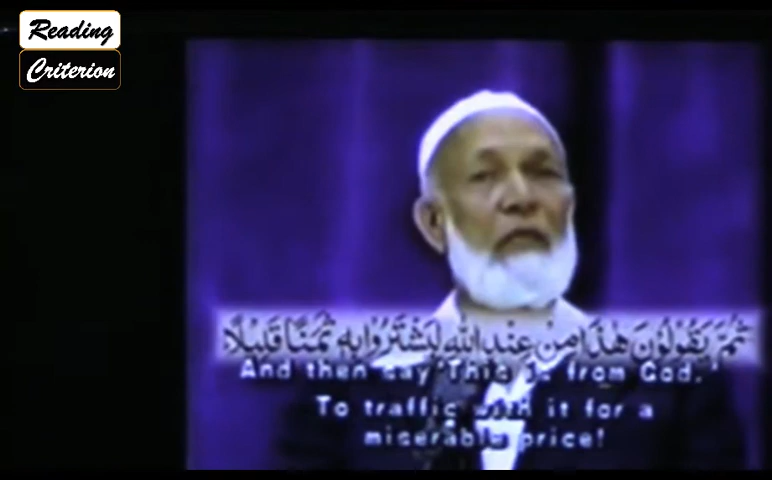 Reading
Criterion
ثُمَّ يَقُولُونَ هَٰذَا مِنْ عِنْدِ اللَّهِ لِيَشْتَرُوا بِهِ ثَمَنًا قَلِيلًا
And then say 'This is from God.'
To traffic with it for a
miserable price!